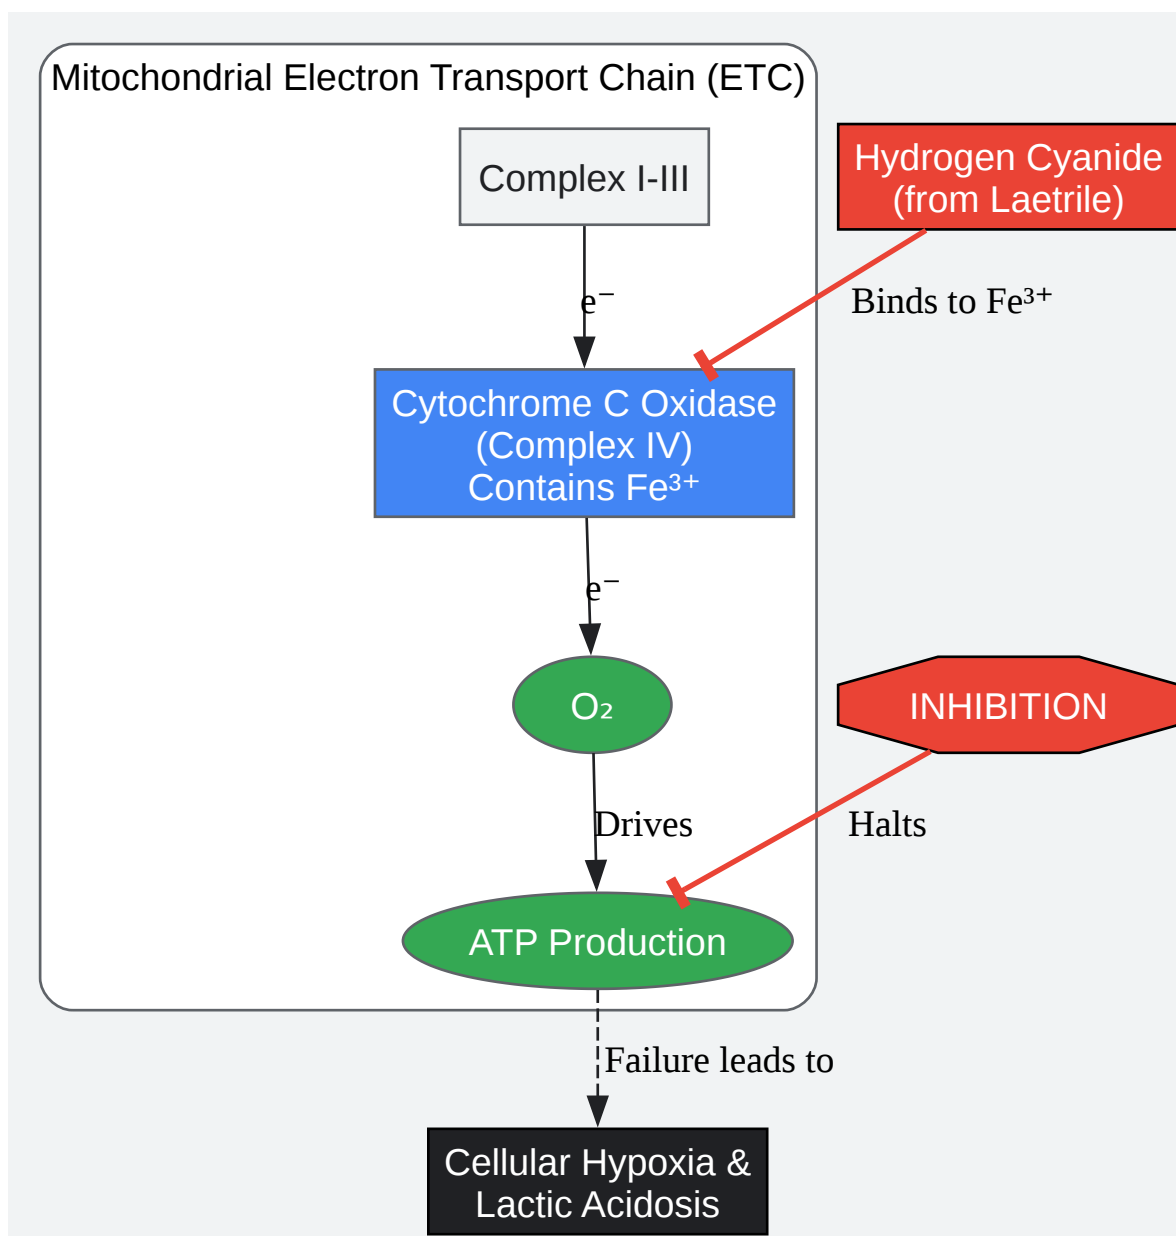 Mitochondrial Electron Transport Chain (ETC)
Complex I-III
Hydrogen Cyanide
(from Laetrile)
e⁻
Binds to Fe³⁺
Cytochrome C Oxidase
(Complex IV)
Contains Fe³⁺
e⁻
O₂
INHIBITION
Drives
Halts
ATP Production
Failure leads to
Cellular Hypoxia &
Lactic Acidosis